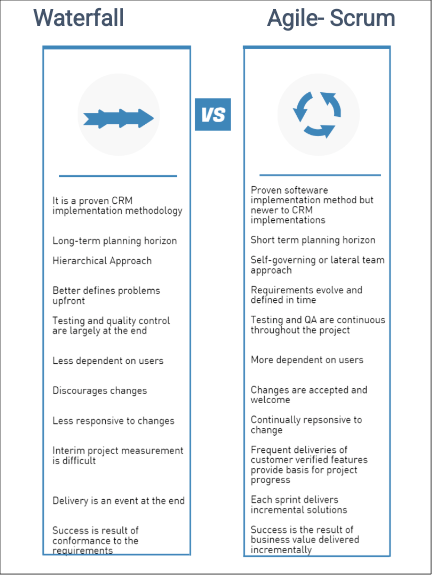 Waterfall
Agile- Scrum
VS
It is a proven CRM
implementation methodology
Long-term planning horizon
Hierarchical Approach
Better defines problems
upfront
Testing and quality control
are largely at the end
Less dependent on users
Discourages changes
Less responsive to changes
Interim project measurement
is difficult
Delivery is an event at the end
Success is result of
conformance to the
requirements
Proven softeware
implementation method but
newer to CRM
implementations
Short term planning horizon
Self-governing or lateral team
approach
Requirements evolve and
defined in time
Testing and QA are continuous
throughout the project
More dependent on users
Changes are accepted and
welcome
Continually repsonsive to
change
Frequent deliveries of
customer verified features
provide basis for project
progress
Each sprint delivers
incremental solutions
Success is the result of
business value delivered
incrementally